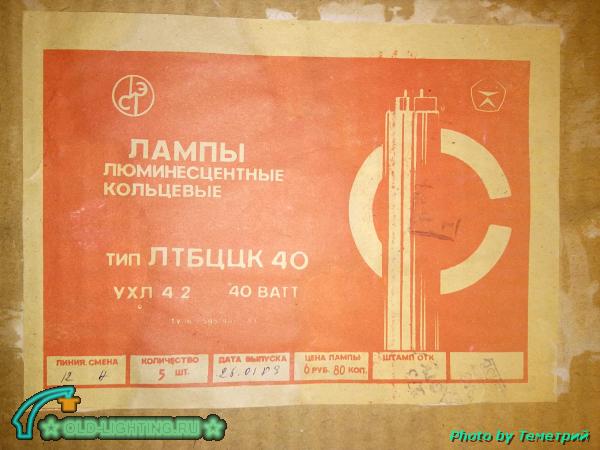 ЭСТ
ЛАМПЫ
ЛЮМИНЕСЦЕНТНЫЕ
КОЛЬЦЕВЫЕ
ТИП ЛТБЦЦК 40
УХЛ 4 2 40 ВАТТ
ЛИНИЯ. СМЕНА
12
КОЛИЧЕСТВО
5 ШТ.
ДАТА ВЫПУСКА
ЦЕНА ЛАМПЫ
6 РУБ. 80 КОП.
ШТАМП ОТК
OLD-LIGHTING.RU
Photo by Теметрий